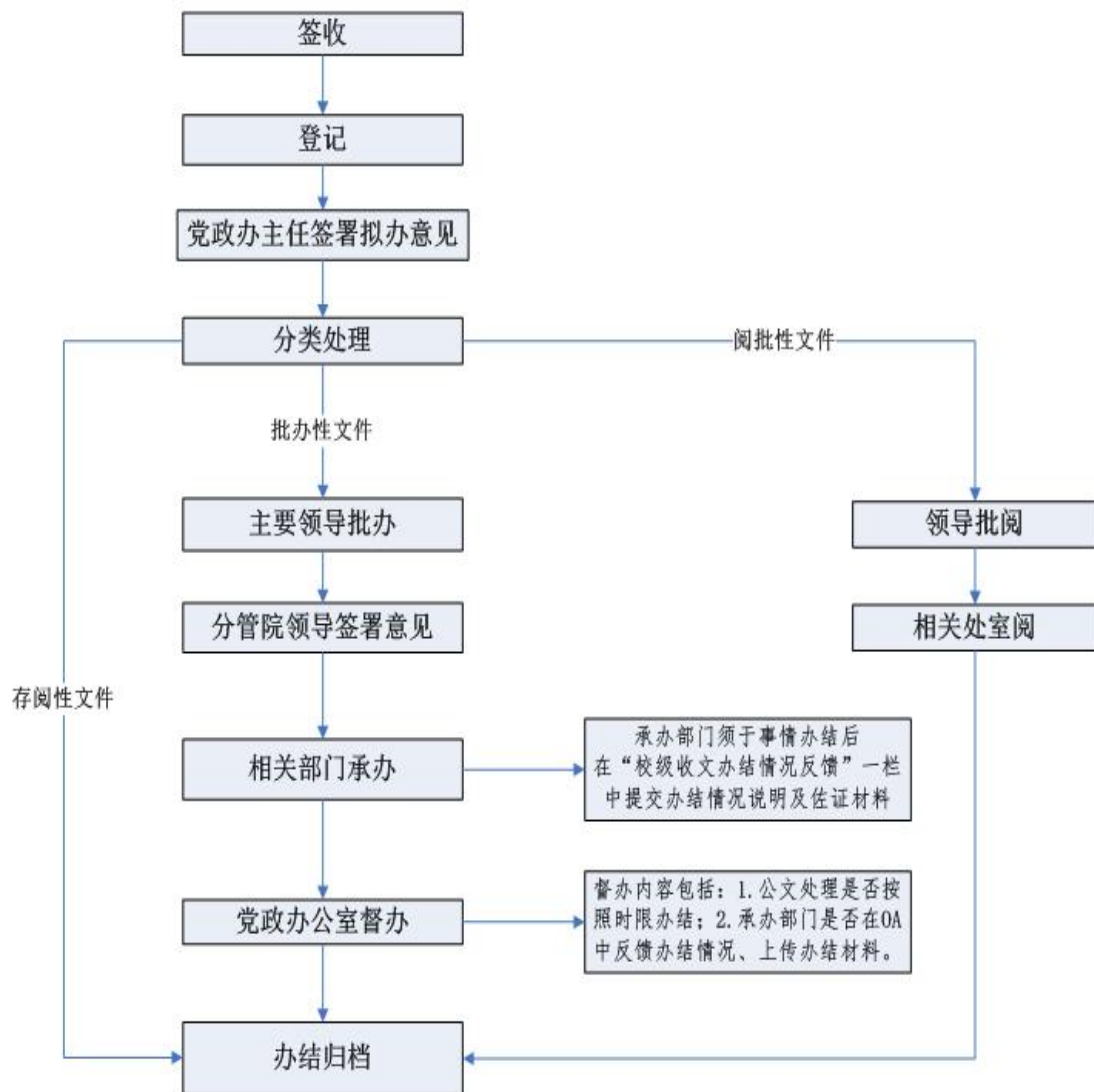 签收
登记
党政办主任签署拟办意见
分类处理
阅批性文件
批办性文件
主要领导批办
领导批阅
分管院领导签署意见
相关处室阅
存阅性文件
相关部门承办
承办部门须于事情办结后
在“校级收文办结情况反馈”一栏
中提交办结情况说明及佐证材料
党政办公室督办
督办内容包括：1.公文处理是否按
照时限办结；2.承办部门是否在OA
中反馈办结情况、上传办结材料。
办结归档